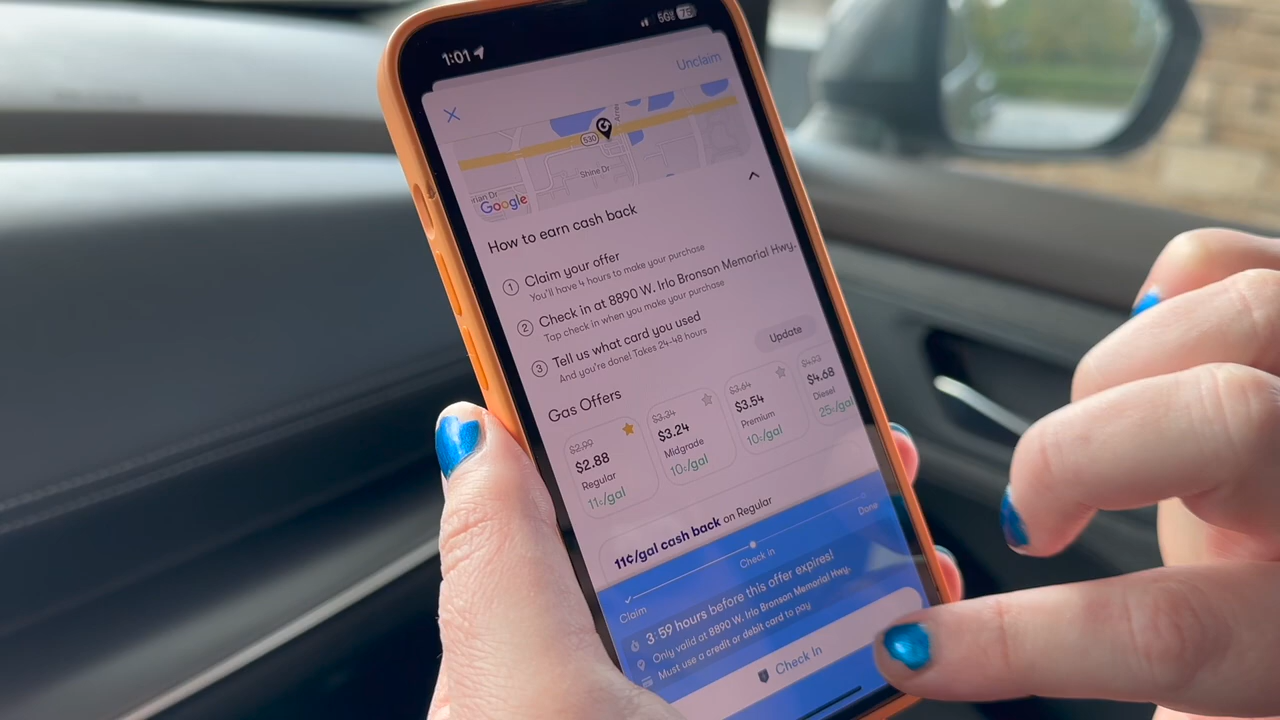 1:01
5G 73
Unclaim
530
Shine Dr
Google
How to earn cash back
1 Claim your offer
You'll have 4 hours to make your purchase
2 Check in at 8890 W. Irlo Bronson Memorial Hwy.
Tap check in when you make your purchase
3 Tell us what card you used
And you're done! Takes 24-48 hours
Update
Gas Offers
$2.99
$2.88
Regular
11¢/gal
$3.34
$3.24
Midgrade
10¢/gal
$3.64
$3.54
Premium
10¢/gal
$4.93
$4.68
Diesel
25¢/gal
11¢/gal cash back on Regular
Claim
Check in
Done
3:59 hours before this offer expires!
Only valid at 8890 W. Irlo Bronson Memorial Hwy.
Must use a credit or debit card to pay
Check In